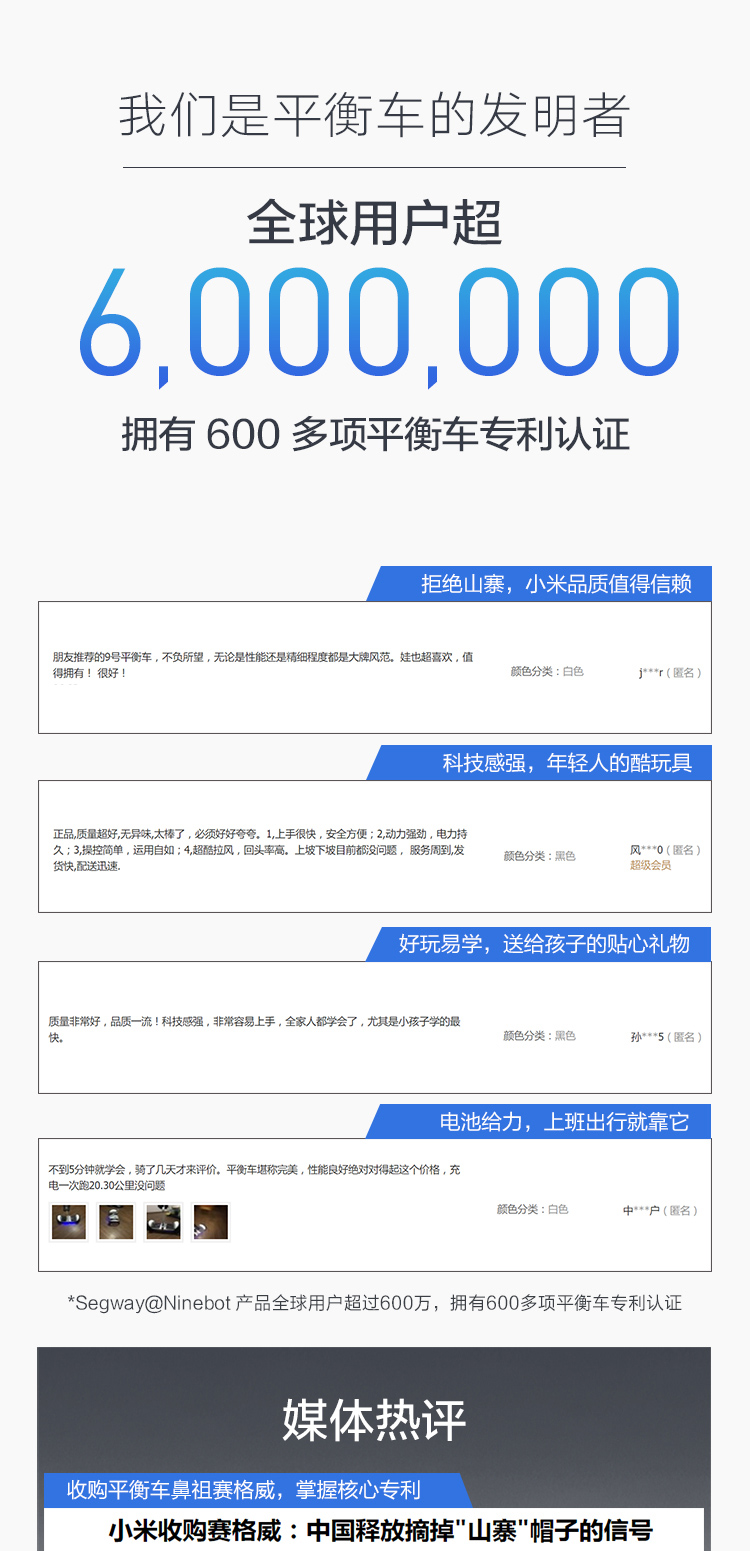 我们是平衡车的发明者
全球用户超
6,000,000
拥有 600 多项平衡车专利认证
拒绝山寨，小米品质值得信赖
朋友推荐的9号平衡车，不负所望，无论是性能还是精细程度都是大牌风范。娃也超喜欢，值
得拥有！ 很好！
颜色分类：白色
j***r（匿名）
科技感强，年轻人的酷玩具
正品,质量超好,无异味,太棒了，必须好好夸夸。1,上手很快，安全方便；2,动力强劲，电力持
久；3,操控简单，运用自如；4,超酷拉风，回头率高。上坡下坡目前都没问题， 服务周到,发
货快,配送迅速.
颜色分类：黑色
风***0（匿名）
超级会员
好玩易学，送给孩子的贴心礼物
质量非常好，品质一流！科技感强，非常容易上手，全家人都学会了，尤其是小孩子学的最
快。
颜色分类：黑色
孙***5（匿名）
电池给力，上班出行就靠它
不到5分钟就学会，骑了几天才来评价。平衡车堪称完美，性能良好绝对对得起这个价格，充
电一次跑20.30公里没问题
颜色分类：白色
中***户（匿名）
*Segway@Ninebot 产品全球用户超过600万，拥有600多项平衡车专利认证
媒体热评
收购平衡车鼻祖赛格威，掌握核心专利
小米收购赛格威：中国释放摘掉"山寨"帽子的信号